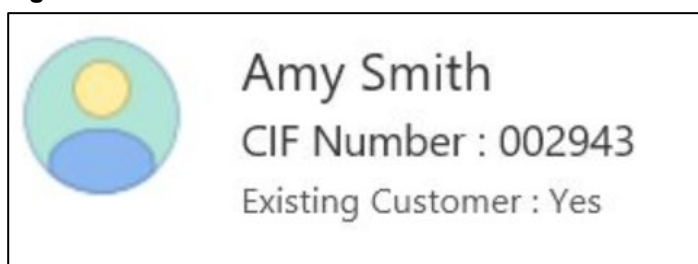 Amy Smith
CIF Number : 002943
Existing Customer : Yes